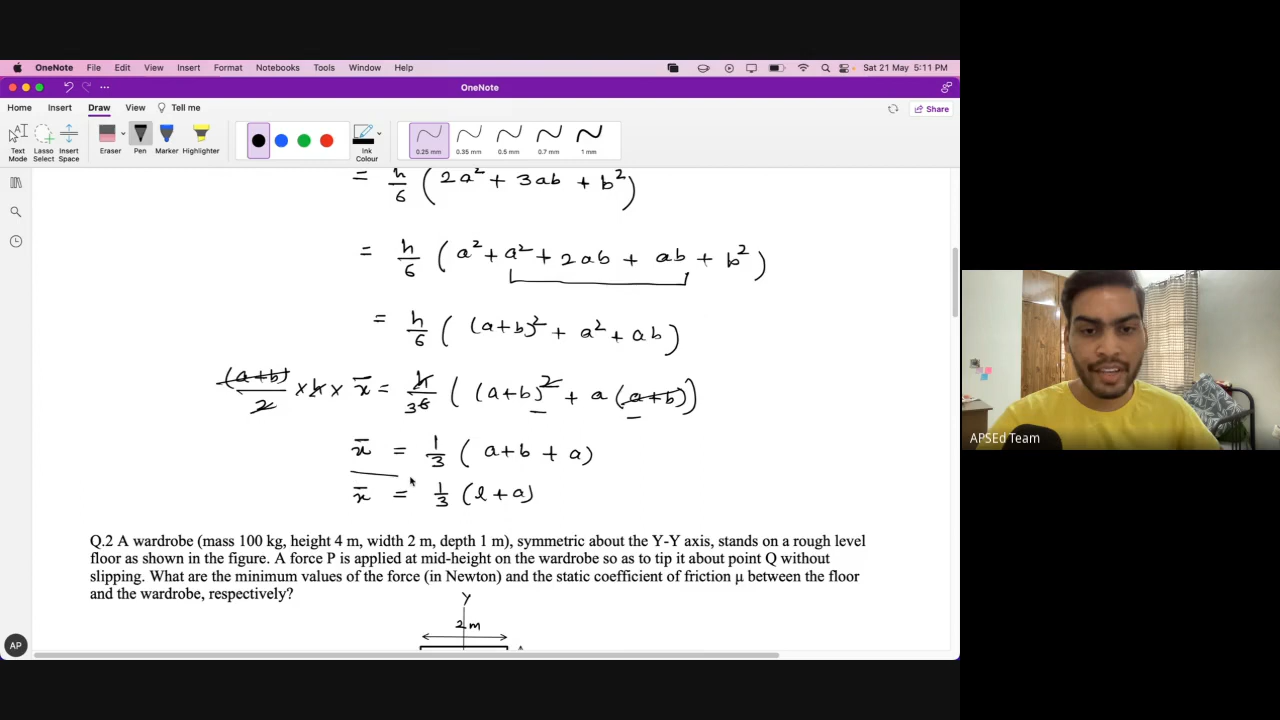 OneNote File Edit View Insert Format Notebooks Tools Window Help Sat 21 May 5:11 PM
OneNote
Home Insert Draw View Tell me Share
Text Mode Lasso Select Insert Space Eraser Pen Marker Highlighter Ink Colour 0.25 mm 0.35 mm 0.5 mm 0.7 mm 1 mm
= h/6 (2a² + 3ab + b²)
= h/6 (a² + a² + 2ab + ab + b²)
= h/6 ((a+b)² + a² + ab)
(a+b)/2 × h × x̄ = h/36 ((a+b)² + a(a+b))
x̄ = 1/3 (a+b + a)
x̄ = 1/3 (l + a)
Q.2 A wardrobe (mass 100 kg, height 4 m, width 2 m, depth 1 m), symmetric about the Y-Y axis, stands on a rough level
floor as shown in the figure. A force P is applied at mid-height on the wardrobe so as to tip it about point Q without
slipping. What are the minimum values of the force (in Newton) and the static coefficient of friction μ between the floor
and the wardrobe, respectively?
Y
2 m
AP
APSEd Team